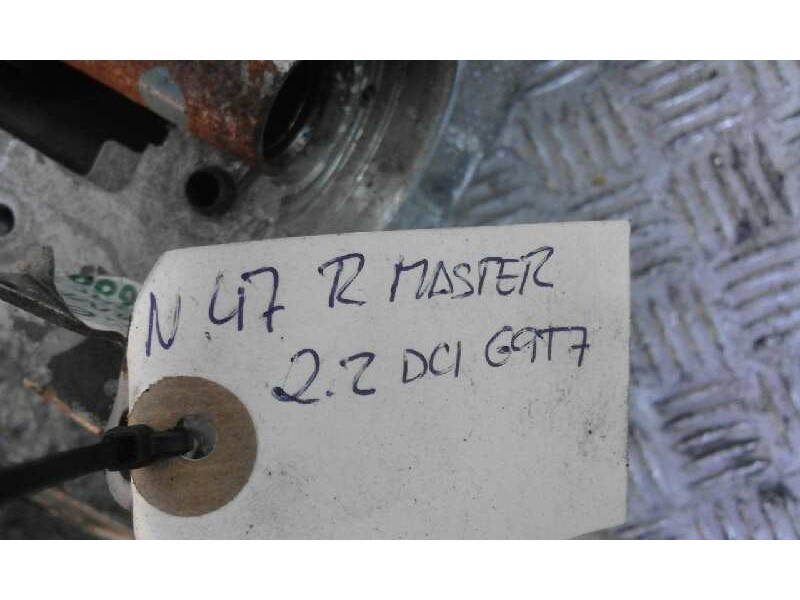 N 47 R MASTER
2.2 DCI G9T7